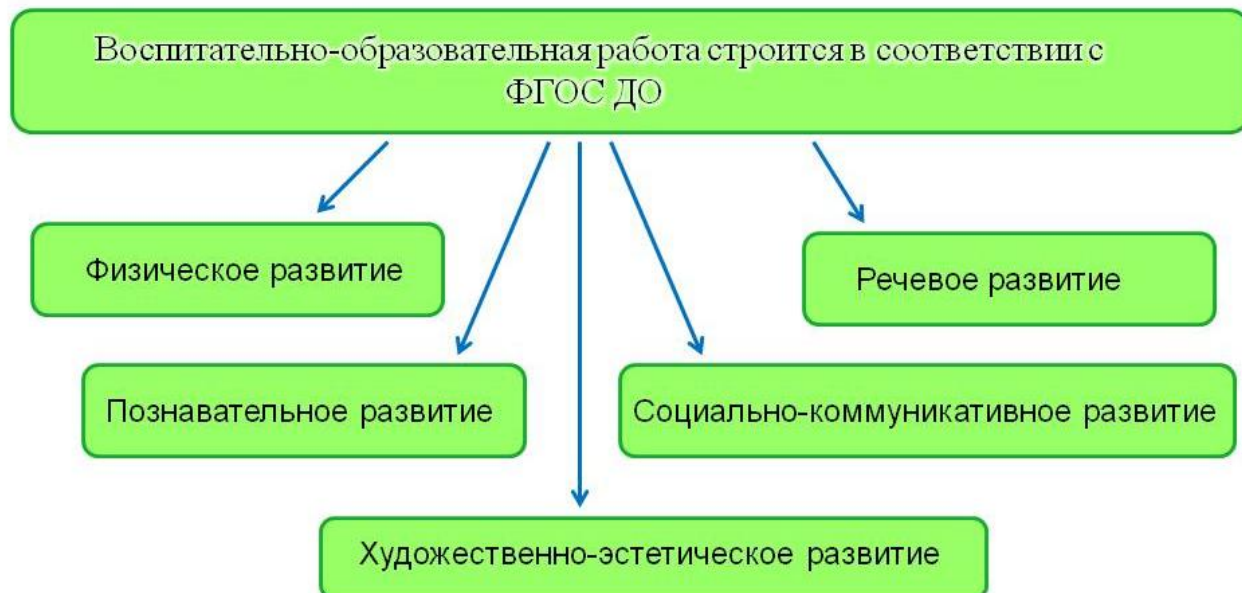 Воспитательно-образовательная работа строится в соответствии с
ФГОС ДО
Физическое развитие
Речевое развитие
Познавательное развитие
Социально-коммуникативное развитие
Художественно-эстетическое развитие